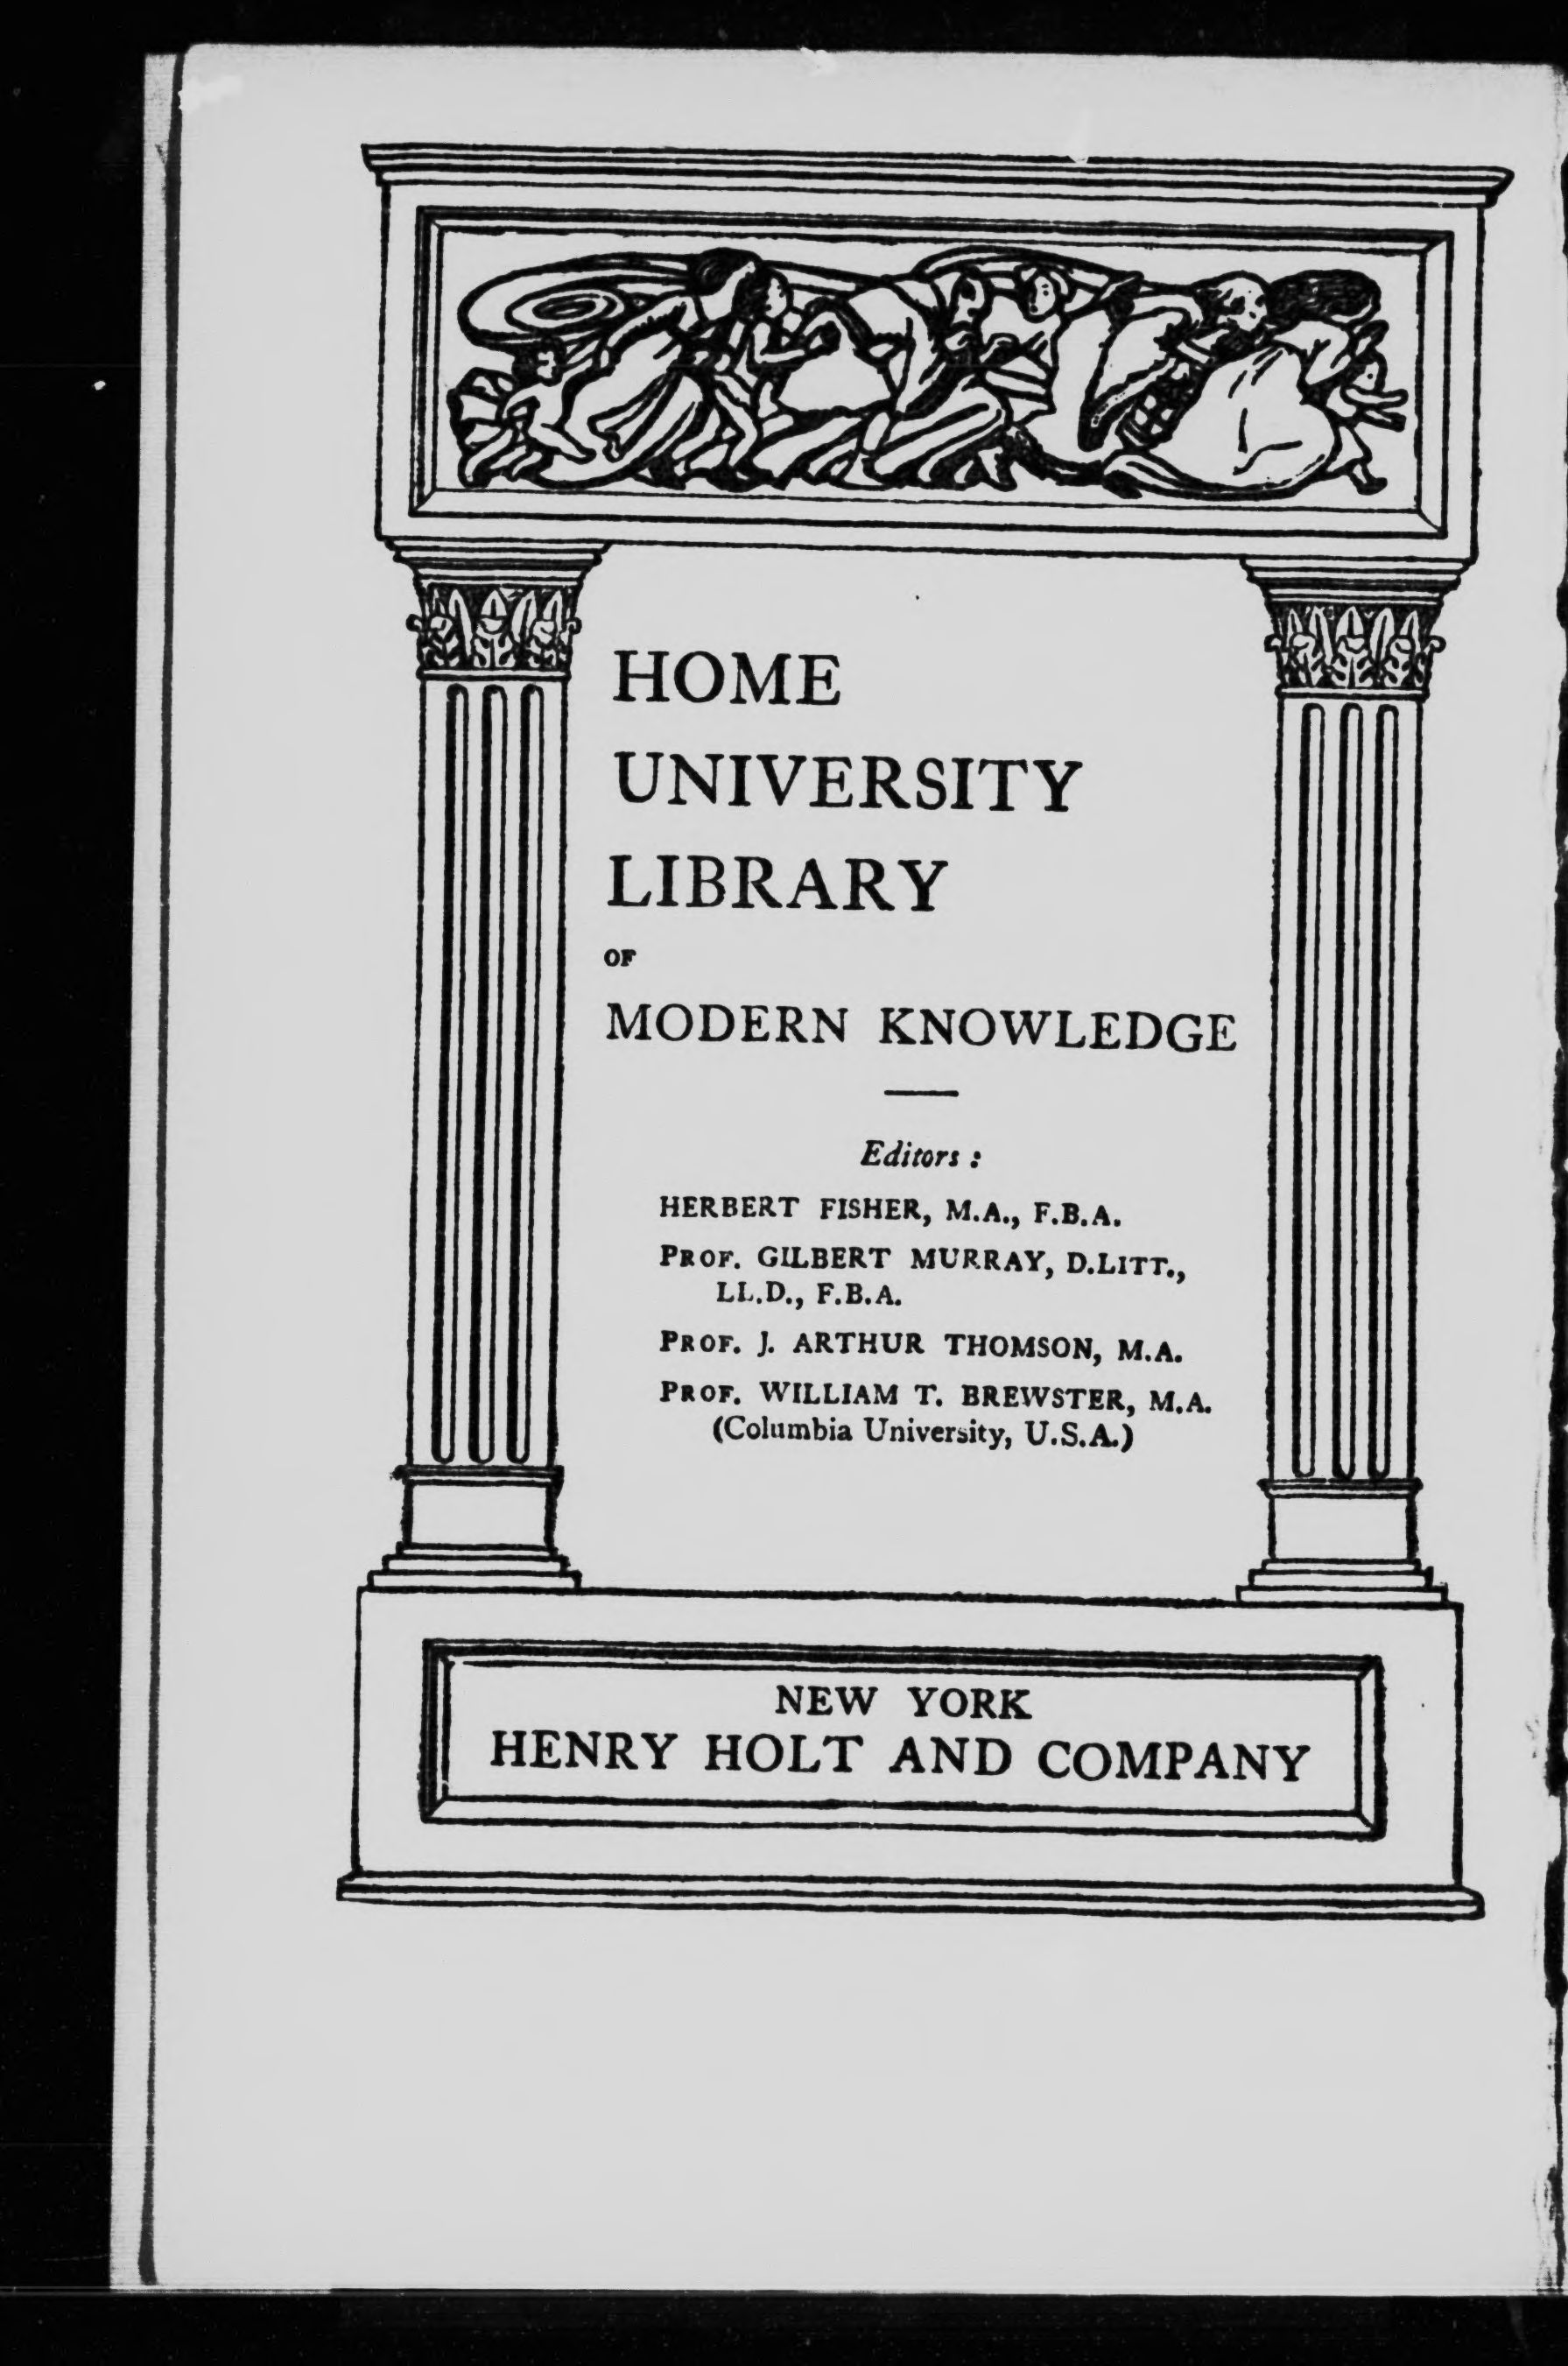 HOME
UNIVERSITY
LIBRARY
OF
MODERN KNOWLEDGE
Editors :
HERBERT FISHER, M.A., F.B.A.
PROF. GILBERT MURRAY, D.LITT.,
LL.D., F.B.A.
PROF. J. ARTHUR THOMSON, M.A.
PROF. WILLIAM T. BREWSTER, M.A.
(Columbia University, U.S.A.)
NEW YORK
HENRY HOLT AND COMPANY